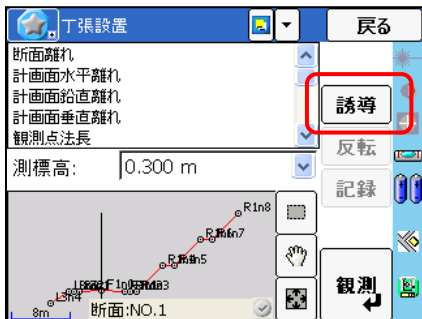 丁張設置
戻る
断面離れ
計画面水平離れ
計画面鉛直離れ
計画面垂直離れ
観測点法長
誘導
反転
測標高: 0.300 m
記録
R1n8
観測
8m
断面:NO.1